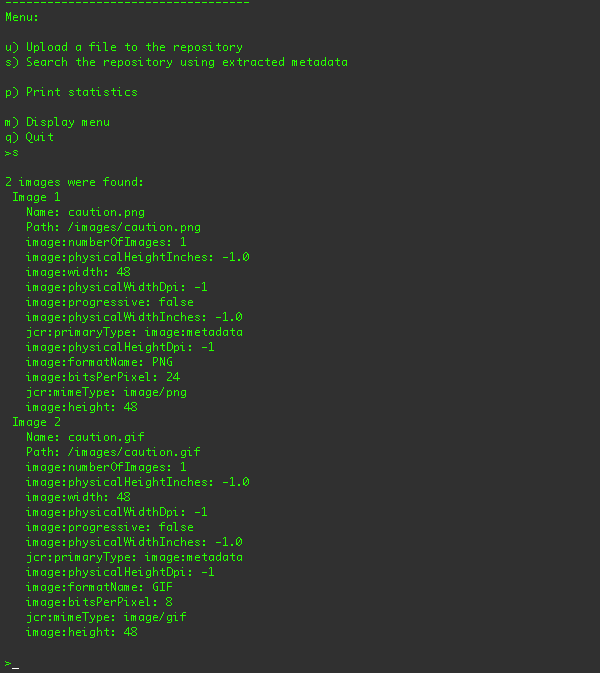 -----------------------------------
Menu:
u) Upload a file to the repository
s) Search the repository using extracted metadata
p) Print statistics
m) Display menu
q) Quit
>s
2 images were found:
Image 1
Name: caution.png
Path: /images/caution.png
image:numberOfImages: 1
image:physicalHeightInches: -1.0
image:width: 48
image:physicalWidthDpi: -1
image:progressive: false
image:physicalWidthInches: -1.0
jcr:primaryType: image:metadata
image:physicalHeightDpi: -1
image:formatName: PNG
image:bitsPerPixel: 24
jcr:mimeType: image/png
image:height: 48
Image 2
Name: caution.gif
Path: /images/caution.gif
image:numberOfImages: 1
image:physicalHeightInches: -1.0
image:width: 48
image:physicalWidthDpi: -1
image:progressive: false
image:physicalWidthInches: -1.0
jcr:primaryType: image:metadata
image:physicalHeightDpi: -1
image:formatName: GIF
image:bitsPerPixel: 8
jcr:mimeType: image/gif
image:height: 48
>_